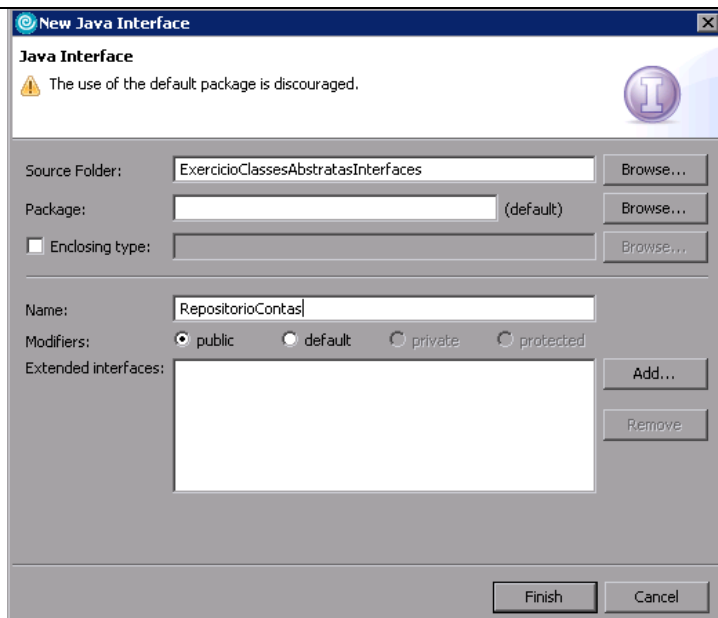 New Java Interface
Java Interface
The use of the default package is discouraged.
Source Folder: ExercicioClassesAbstratasInterfaces Browse...
Package: (default) Browse...
Enclosing type: Browse...
Name: RepositorioContas
Modifiers: public default private protected
Extended interfaces: Add...
Remove
Finish Cancel